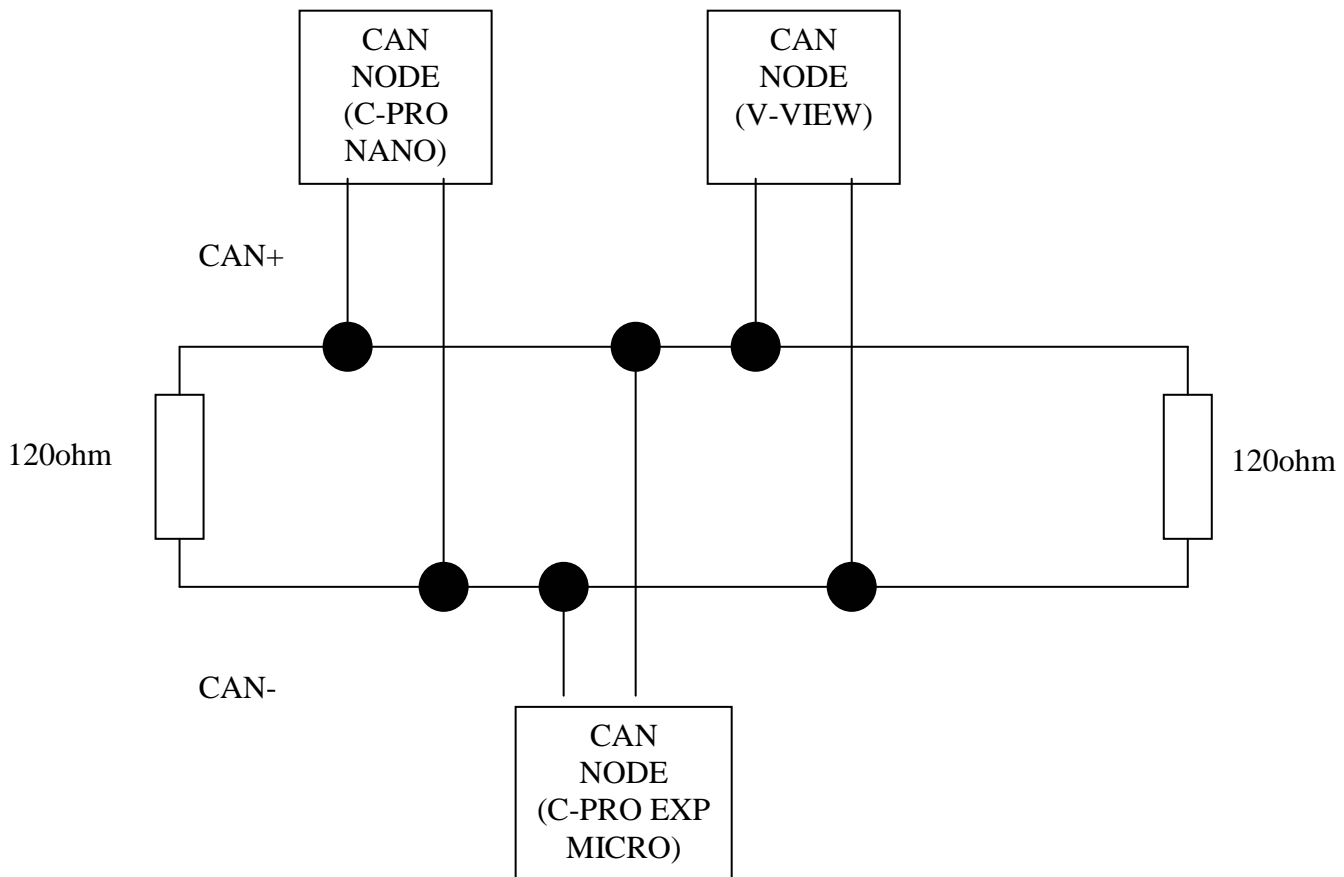 CAN
NODE
(C-PRO
NANO)
CAN
NODE
(V-VIEW)
CAN+
120ohm
120ohm
CAN-
CAN
NODE
(C-PRO EXP
MICRO)